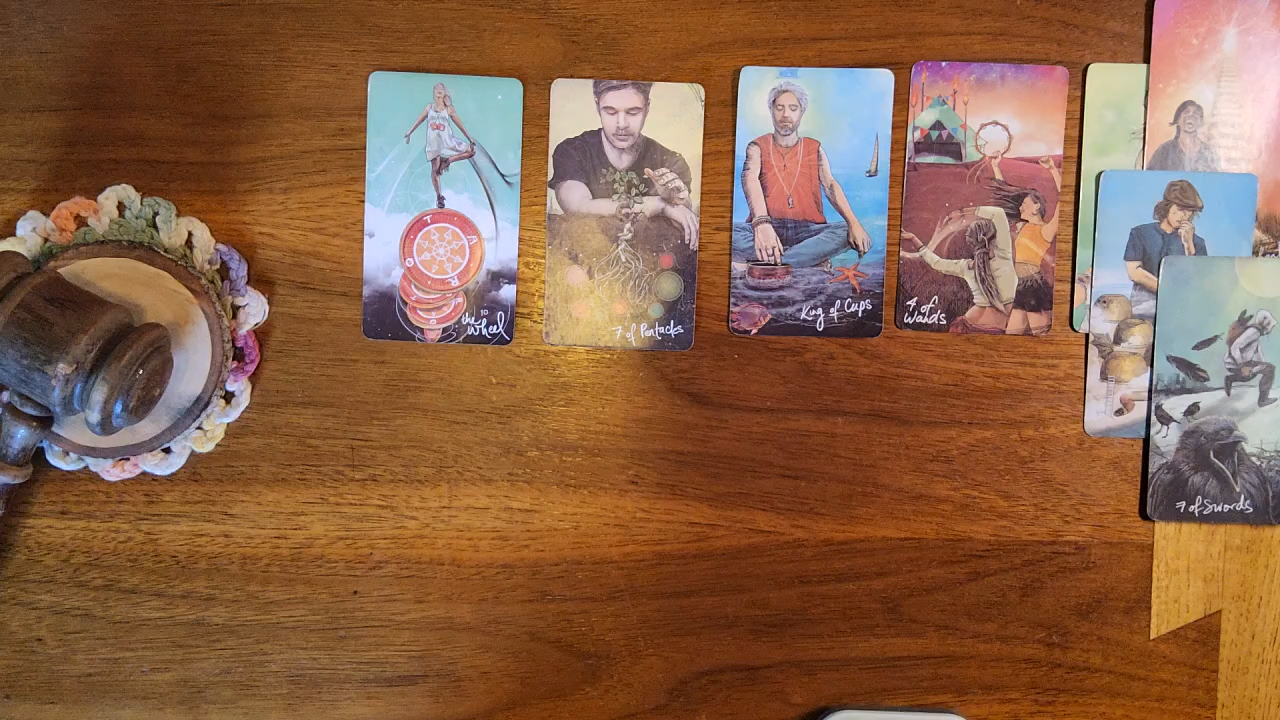 10
the
Wheel
7 of Pentacles
King of Cups
4 of
Wands
7 of Swords